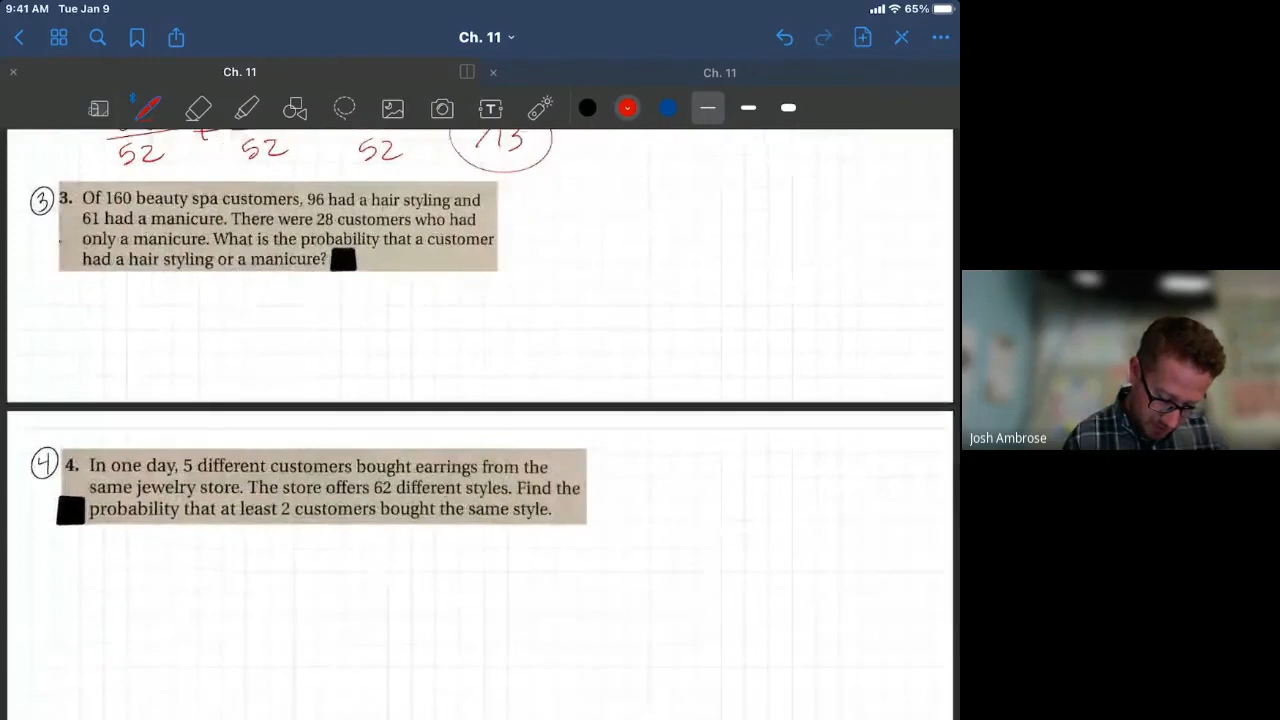 9:41 AM Tue Jan 9
65%
Ch. 11
Ch. 11
Ch. 11
52 + 52 52
③ 3. Of 160 beauty spa customers, 96 had a hair styling and
61 had a manicure. There were 28 customers who had
only a manicure. What is the probability that a customer
had a hair styling or a manicure?
④ 4. In one day, 5 different customers bought earrings from the
same jewelry store. The store offers 62 different styles. Find the
probability that at least 2 customers bought the same style.
Josh Ambrose